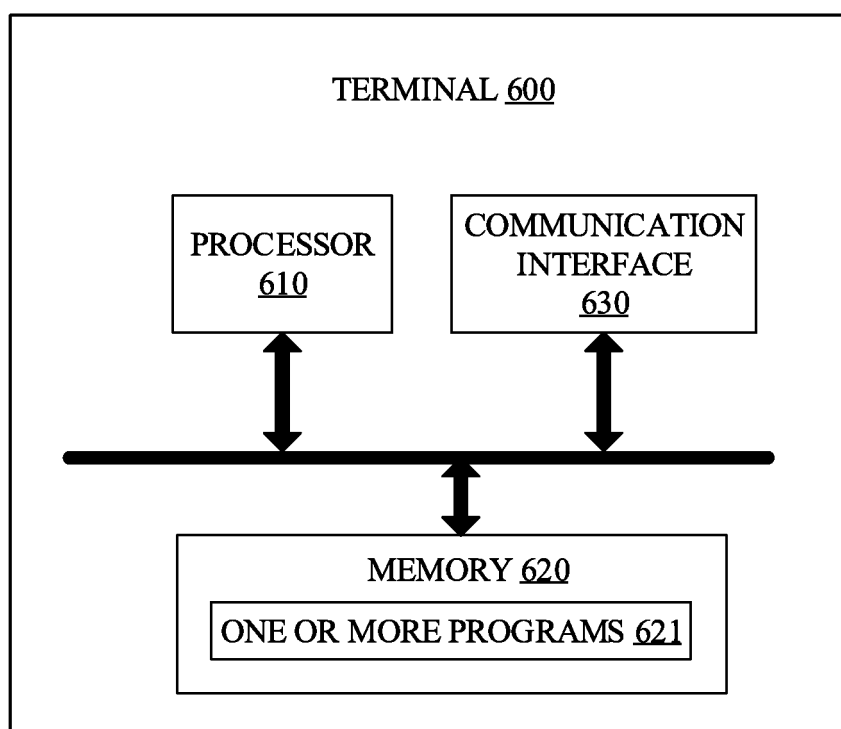 TERMINAL 600
PROCESSOR
610
COMMUNICATION
INTERFACE
630
MEMORY 620
ONE OR MORE PROGRAMS 621